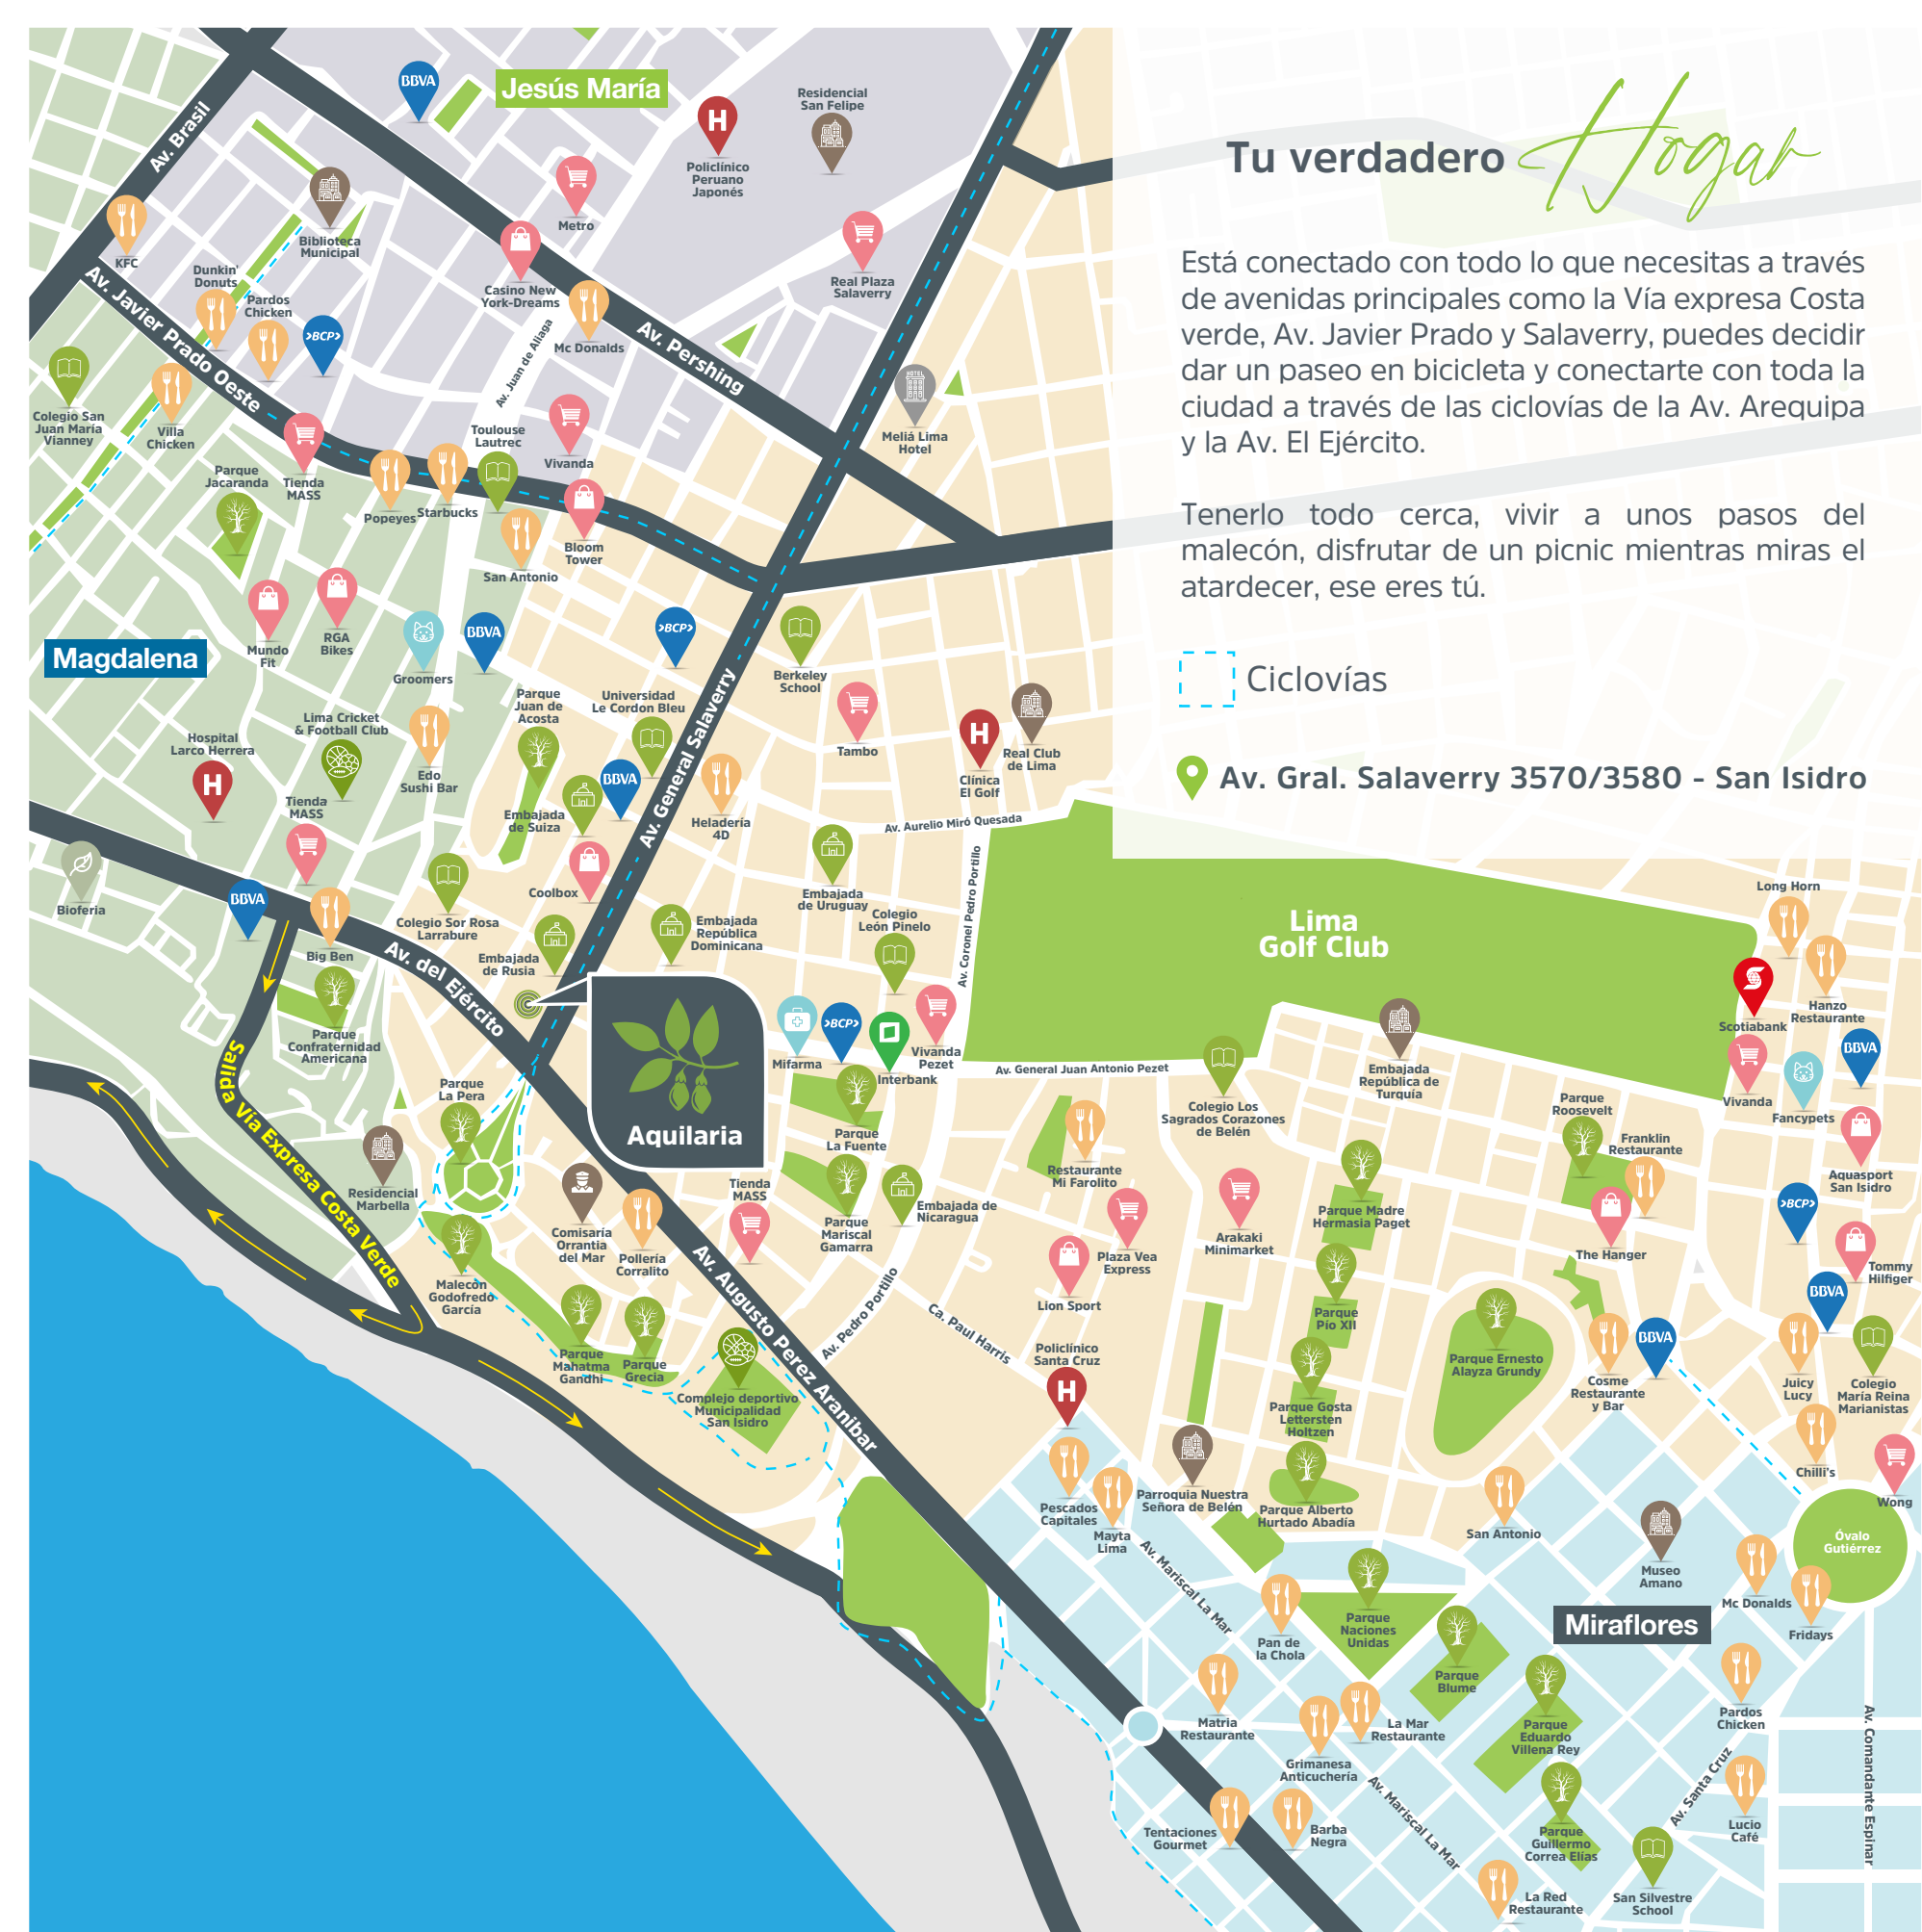 Tu verdadero Hogar
Está conectado con todo lo que necesitas a través
de avenidas principales como la Vía expresa Costa
verde, Av. Javier Prado y Salaverry, puedes decidir
dar un paseo en bicicleta y conectarte con toda la
ciudad a través de las ciclovías de la Av. Arequipa
y la Av. El Ejército.
Tenerlo todo cerca, vivir a unos pasos del
malecón, disfrutar de un picnic mientras miras el
atardecer, ese eres tú.
Ciclovías
Av. Gral. Salaverry 3570/3580 - San Isidro
Jesús María
BBVA
Av. Brasil
H
Policlínico
Peruano
Japonés
Residencial
San Felipe
Metro
KFC
Biblioteca
Municipal
Dunkin'
Donuts
Pardos
Chicken
>BCP>
Casino New
York-Dreams
Mc Donalds
Real Plaza
Salaverry
Av. Javier Prado Oeste
Av. Juan de Aliaga
Av. Pershing
Colegio San
Juan María
Vianney
Villa
Chicken
Tienda
MASS
Parque
Jacaranda
Popeyes
Starbucks
Toulouse
Lautrec
Vivanda
HOTEL
Meliá Lima
Hotel
San Antonio
Bloom
Tower
Magdalena
Mundo
Fit
RGA
Bikes
Groomers
BBVA
>BCP>
Berkeley
School
Parque
Juan de
Acosta
Universidad
Le Cordon Bleu
Av. General Salaverry
Tambo
H
Clínica
El Golf
Real Club
de Lima
Hospital
Larco Herrera
H
Lima Cricket
& Football Club
Edo
Sushi Bar
BBVA
Embajada
de Suiza
Heladería
4D
Av. Aurelio Miró Quesada
Tienda
MASS
Bioferia
BBVA
Big Ben
Colegio Sor Rosa
Larrabure
Coolbox
Embajada
de Uruguay
Colegio
León Pinelo
Av. Coronel Pedro Portillo
Embajada
República
Dominicana
Embajada
de Rusia
Av. del Ejército
Parque
Confraternidad
Americana
Lima
Golf Club
Long Horn
Hanzo
Restaurante
Scotiabank
BBVA
Vivanda
Fancypets
Aquasport
San Isidro
Mifarma
>BCP>
Interbank
Vivanda
Pezet
Av. General Juan Antonio Pezet
Embajada
República de
Turquía
Aquilaria
Salida Vía Expresa Costa Verde
Parque
La Pera
Parque
La Fuente
Colegio Los
Sagrados Corazones
de Belén
Parque
Roosevelt
Franklin
Restaurante
Residencial
Marbella
Comisaría
Orrantia
del Mar
Pollería
Corralito
Tienda
MASS
Parque
Mariscal
Gamarra
Embajada de
Nicaragua
Restaurante
Mi Farolito
Plaza Vea
Express
Arakaki
Minimarket
Parque Madre
Hermasia Paget
The Hanger
>BCP>
Tommy
Hilfiger
Malecón
Godofredo
García
Lion Sport
Parque
Pío XII
BBVA
BBVA
Parque
Mahatma
Gandhi
Parque
Grecia
Complejo deportivo
Municipalidad
San Isidro
Av. Augusto Perez Aranibar
Av. Pedro Portillo
Ca. Paul Harris
Policlínico
Santa Cruz
H
Parque Ernesto
Alayza Grundy
Cosme
Restaurante
y Bar
Juicy
Lucy
Colegio
María Reina
Marianistas
Parque Gosta
Lettersten
Holtzen
Chilli's
Wong
Pescados
Capitales
Mayta
Lima
Parroquia Nuestra
Señora de Belén
Parque Alberto
Hurtado Abadía
San Antonio
Museo
Amano
Óvalo
Gutiérrez
Mc Donalds
Fridays
Av. Mariscal La Mar
Miraflores
Pan de
la Chola
Parque
Naciones
Unidas
Parque
Blume
Matria
Restaurante
La Mar
Restaurante
Grimanesa
Anticuchería
Parque
Eduardo
Villena Rey
Pardos
Chicken
Av. Santa Cruz
Av. Comandante Espinar
Av. Mariscal La Mar
Tentaciones
Gourmet
Barba
Negra
Parque
Guillermo
Correa Elías
Lucio
Café
La Red
Restaurante
San Silvestre
School